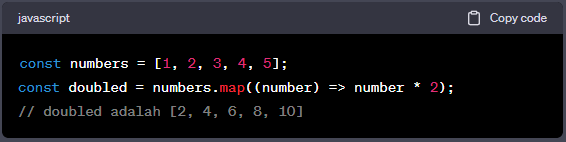 javascript
Copy code
const numbers = [1, 2, 3, 4, 5];
const doubled = numbers.map((number) => number * 2);
// doubled adalah [2, 4, 6, 8, 10]